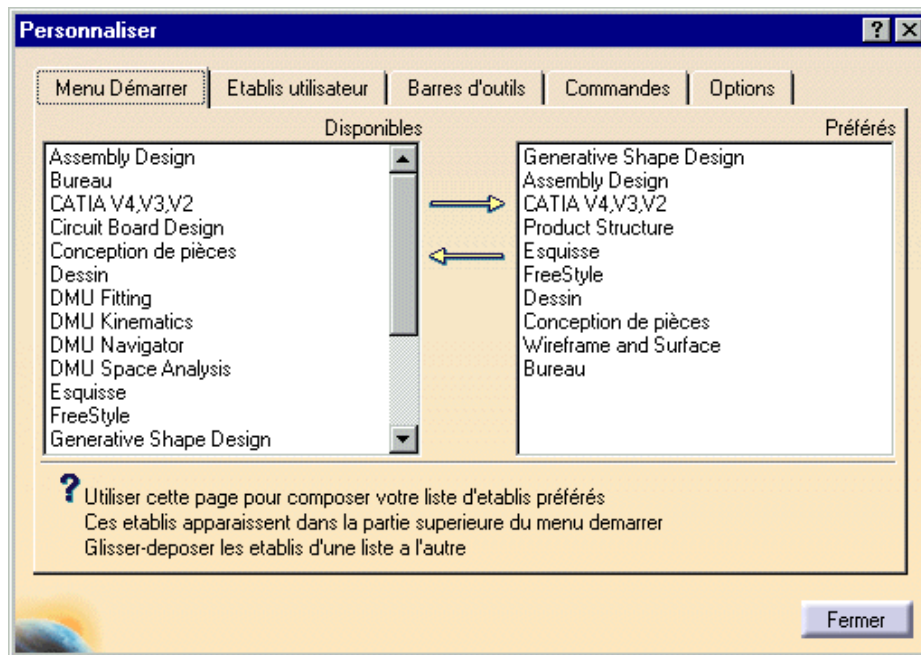 Personnaliser
Menu Démarrer
Etablis utilisateur
Barres d'outils
Commandes
Options
Disponibles
Assembly Design
Bureau
CATIA V4,V3,V2
Circuit Board Design
Conception de pièces
Dessin
DMU Fitting
DMU Kinematics
DMU Navigator
DMU Space Analysis
Esquisse
FreeStyle
Generative Shape Design
Préférés
Generative Shape Design
Assembly Design
CATIA V4,V3,V2
Product Structure
Esquisse
FreeStyle
Dessin
Conception de pièces
Wireframe and Surface
Bureau
Utiliser cette page pour composer votre liste d'etablis préférés
Ces etablis apparaissent dans la partie superieure du menu demarrer
Glisser-deposer les etablis d'une liste a l'autre
Fermer